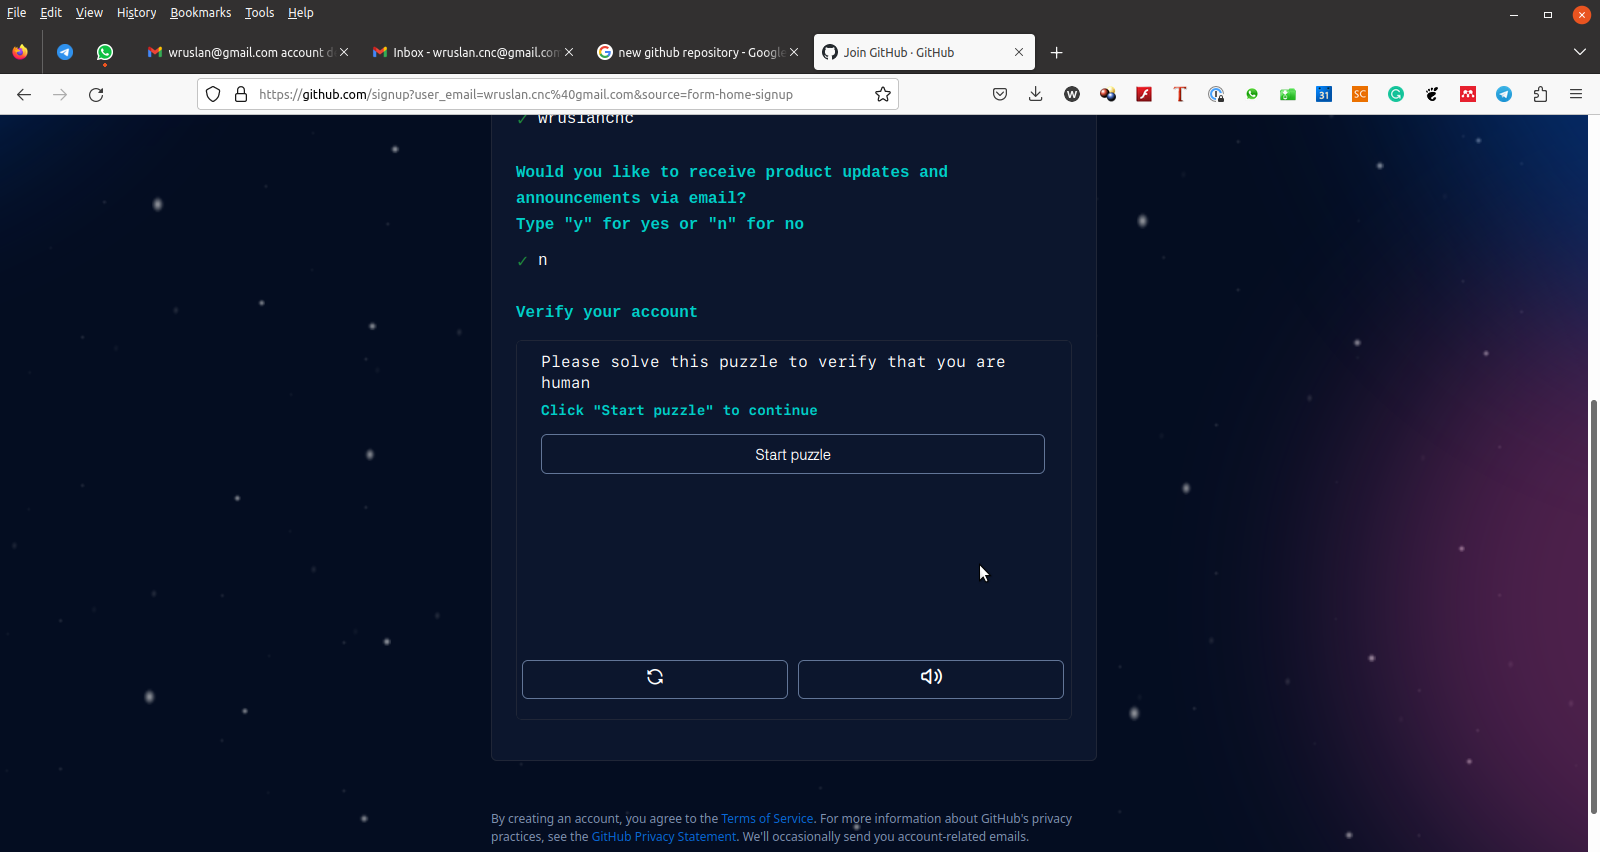 File Edit View History Bookmarks Tools Help
wruslan@gmail.com account d
Inbox - wruslan.cnc@gmail.com
new github repository - Google
Join GitHub · GitHub
https://github.com/signup?user_email=wruslan.cnc%40gmail.com&source=form-home-signup
wruslancnc
Would you like to receive product updates and
announcements via email?
Type "y" for yes or "n" for no
✓ n
Verify your account
Please solve this puzzle to verify that you are
human
Click "Start puzzle" to continue
Start puzzle
By creating an account, you agree to the Terms of Service. For more information about GitHub's privacy
practices, see the GitHub Privacy Statement. We'll occasionally send you account-related emails.